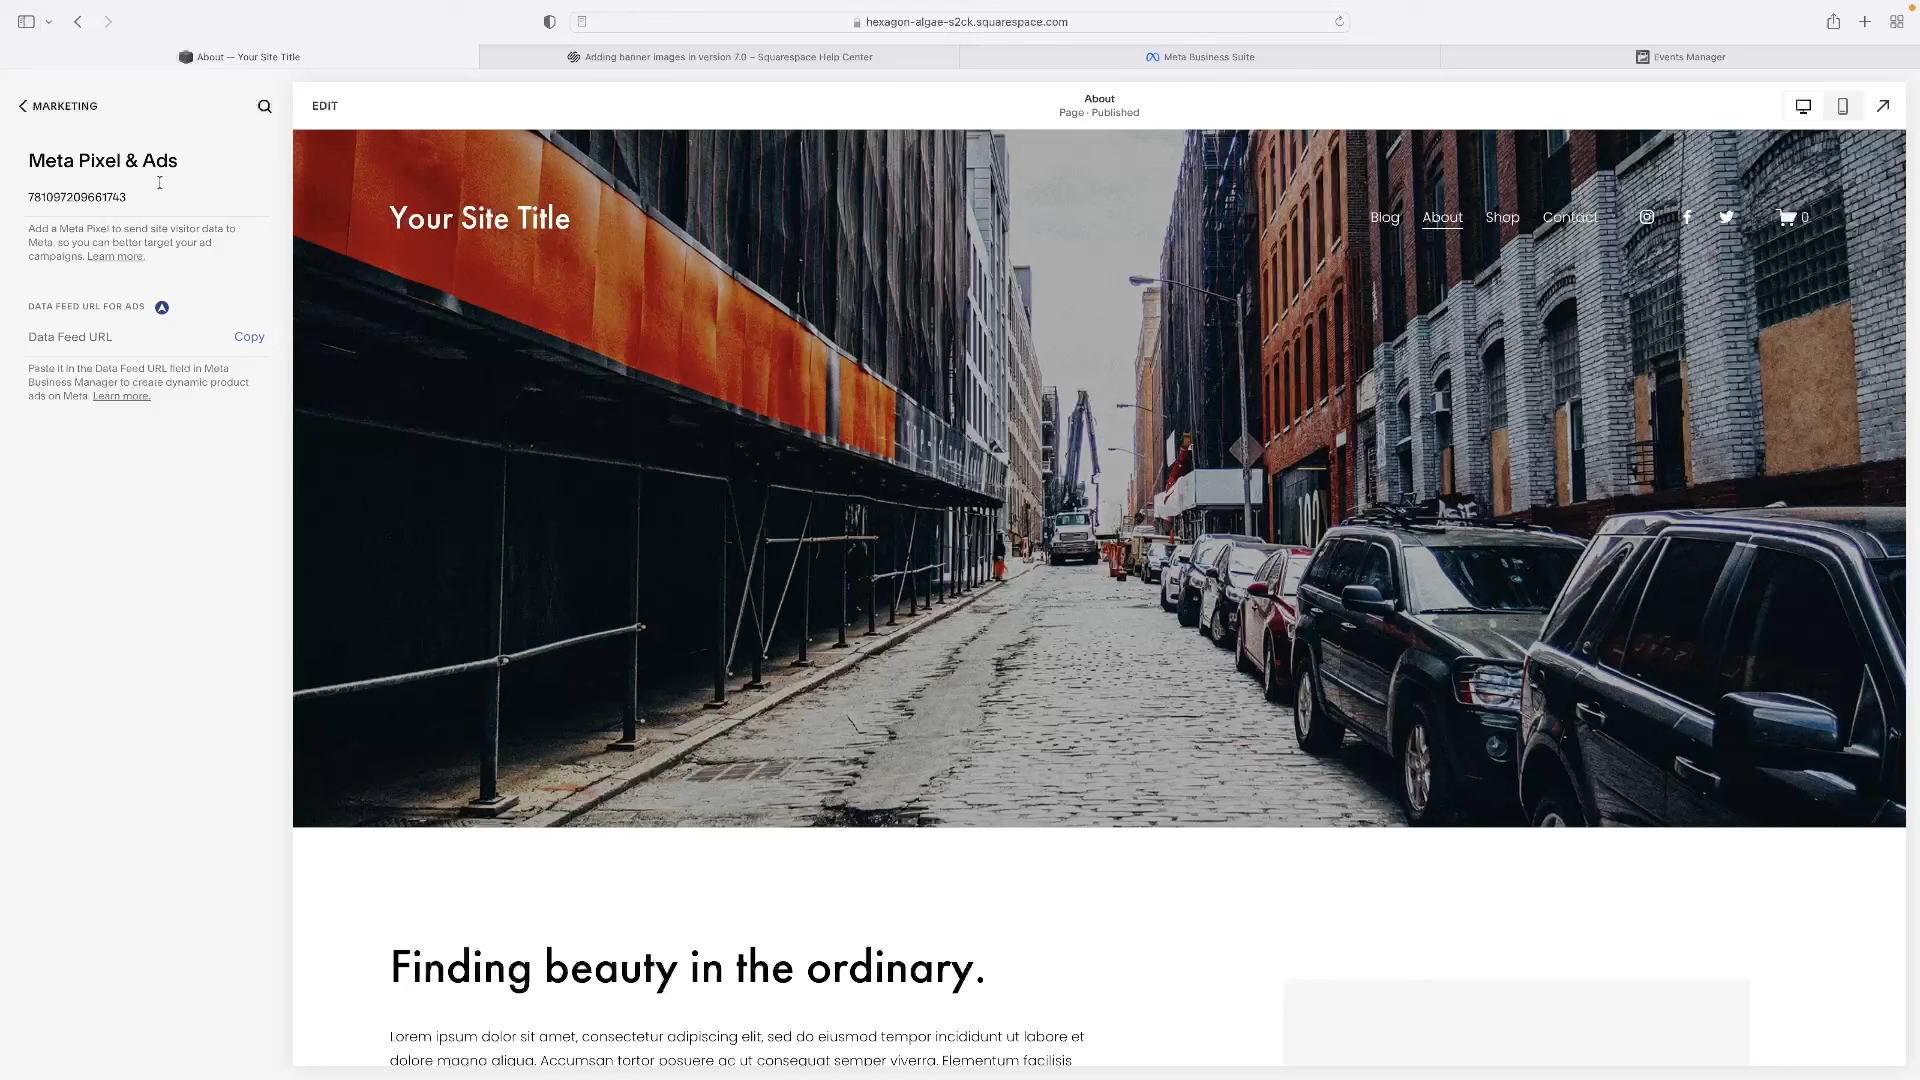 hexagon-algae-s2ck.squarespace.com
About — Your Site Title
Adding banner images in version 7.0 – Squarespace Help Center
Meta Business Suite
Events Manager
MARKETING
Meta Pixel & Ads
781097209661743
Add a Meta Pixel to send site visitor data to
Meta, so you can better target your ad
campaigns. Learn more.
DATA FEED URL FOR ADS
Data Feed URL
Copy
Paste it in the Data Feed URL field in Meta
Business Manager to create dynamic product
ads on Meta. Learn more.
EDIT
About
Page · Published
Your Site Title
Blog
About
Shop
Contact
0
Finding beauty in the ordinary.
Lorem ipsum dolor sit amet, consectetur adipiscing elit, sed do eiusmod tempor incididunt ut labore et
dolore magna aliqua. Accumsan tortor posuere ac ut consequat semper viverra. Elementum facilisis